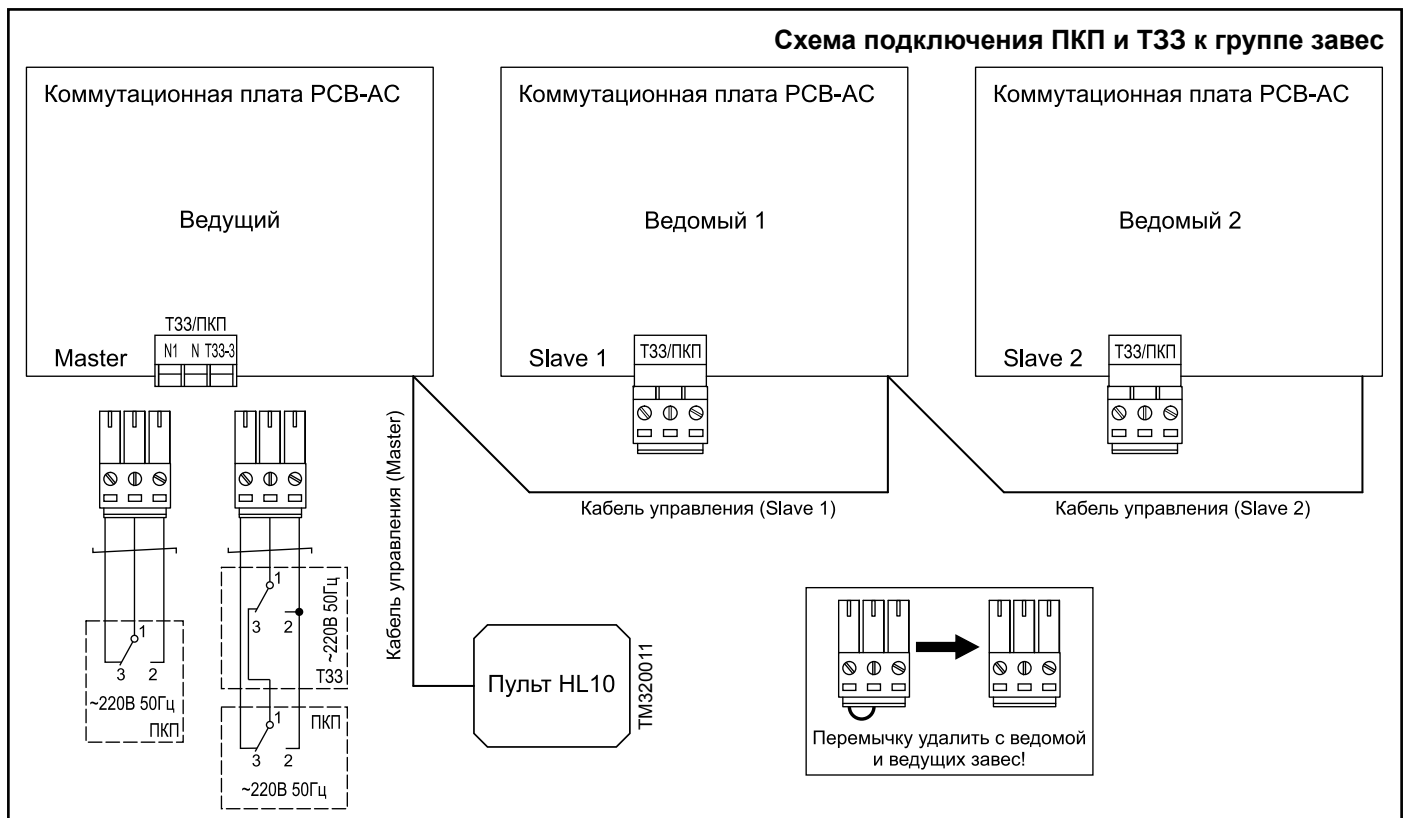 Схема подключения ПКП и ТЗЗ к группе завес
Коммутационная плата PCB-AC
Ведущий
ТЗЗ/ПКП
N1 N ТЗЗ-3
Master
Коммутационная плата PCB-AC
Ведомый 1
Slave 1
ТЗЗ/ПКП
Коммутационная плата PCB-AC
Ведомый 2
Slave 2
ТЗЗ/ПКП
Кабель управления (Master)
Кабель управления (Slave 1)
Кабель управления (Slave 2)
1
3 2
~220В 50Гц
ПКП
1
3 2
~220В 50Гц
ТЗЗ
1
ПКП
3 2
~220В 50Гц
Пульт HL10
TM320011
Перемычку удалить с ведомой
и ведущих завес!